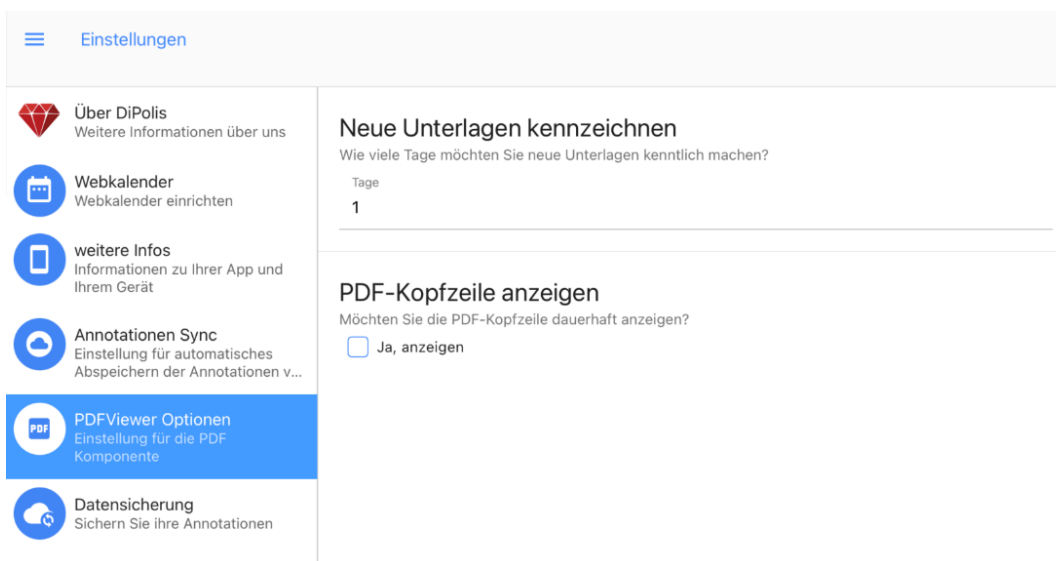 Einstellungen
Über DiPolis
Weitere Informationen über uns
Webkalender
Webkalender einrichten
weitere Infos
Informationen zu Ihrer App und
Ihrem Gerät
Annotationen Sync
Einstellung für automatisches
Abspeichern der Annotationen v...
PDF
PDFViewer Optionen
Einstellung für die PDF
Komponente
Datensicherung
Sichern Sie ihre Annotationen
Neue Unterlagen kennzeichnen
Wie viele Tage möchten Sie neue Unterlagen kenntlich machen?
Tage
1
PDF-Kopfzeile anzeigen
Möchten Sie die PDF-Kopfzeile dauerhaft anzeigen?
Ja, anzeigen